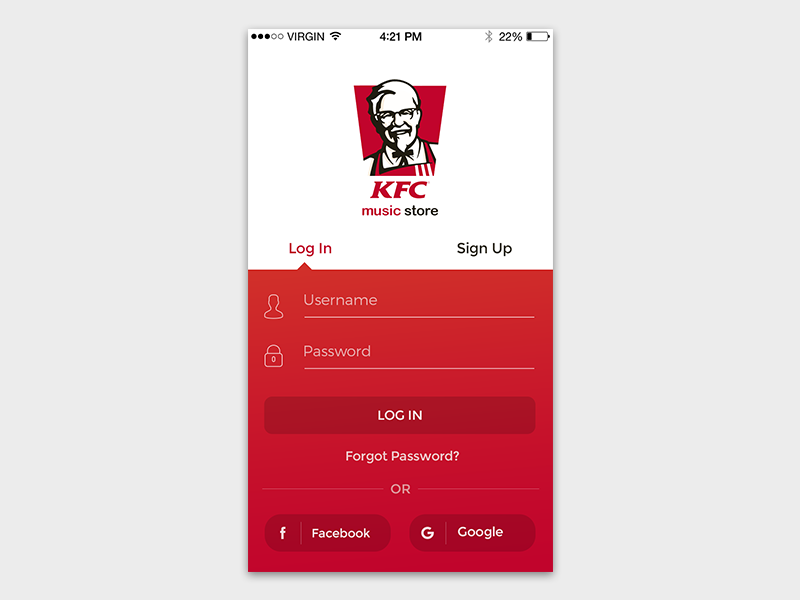 VIRGIN 4:21 PM 22%
KFC
music store
Log In Sign Up
Username
0
Password
LOG IN
Forgot Password?
OR
f Facebook G Google